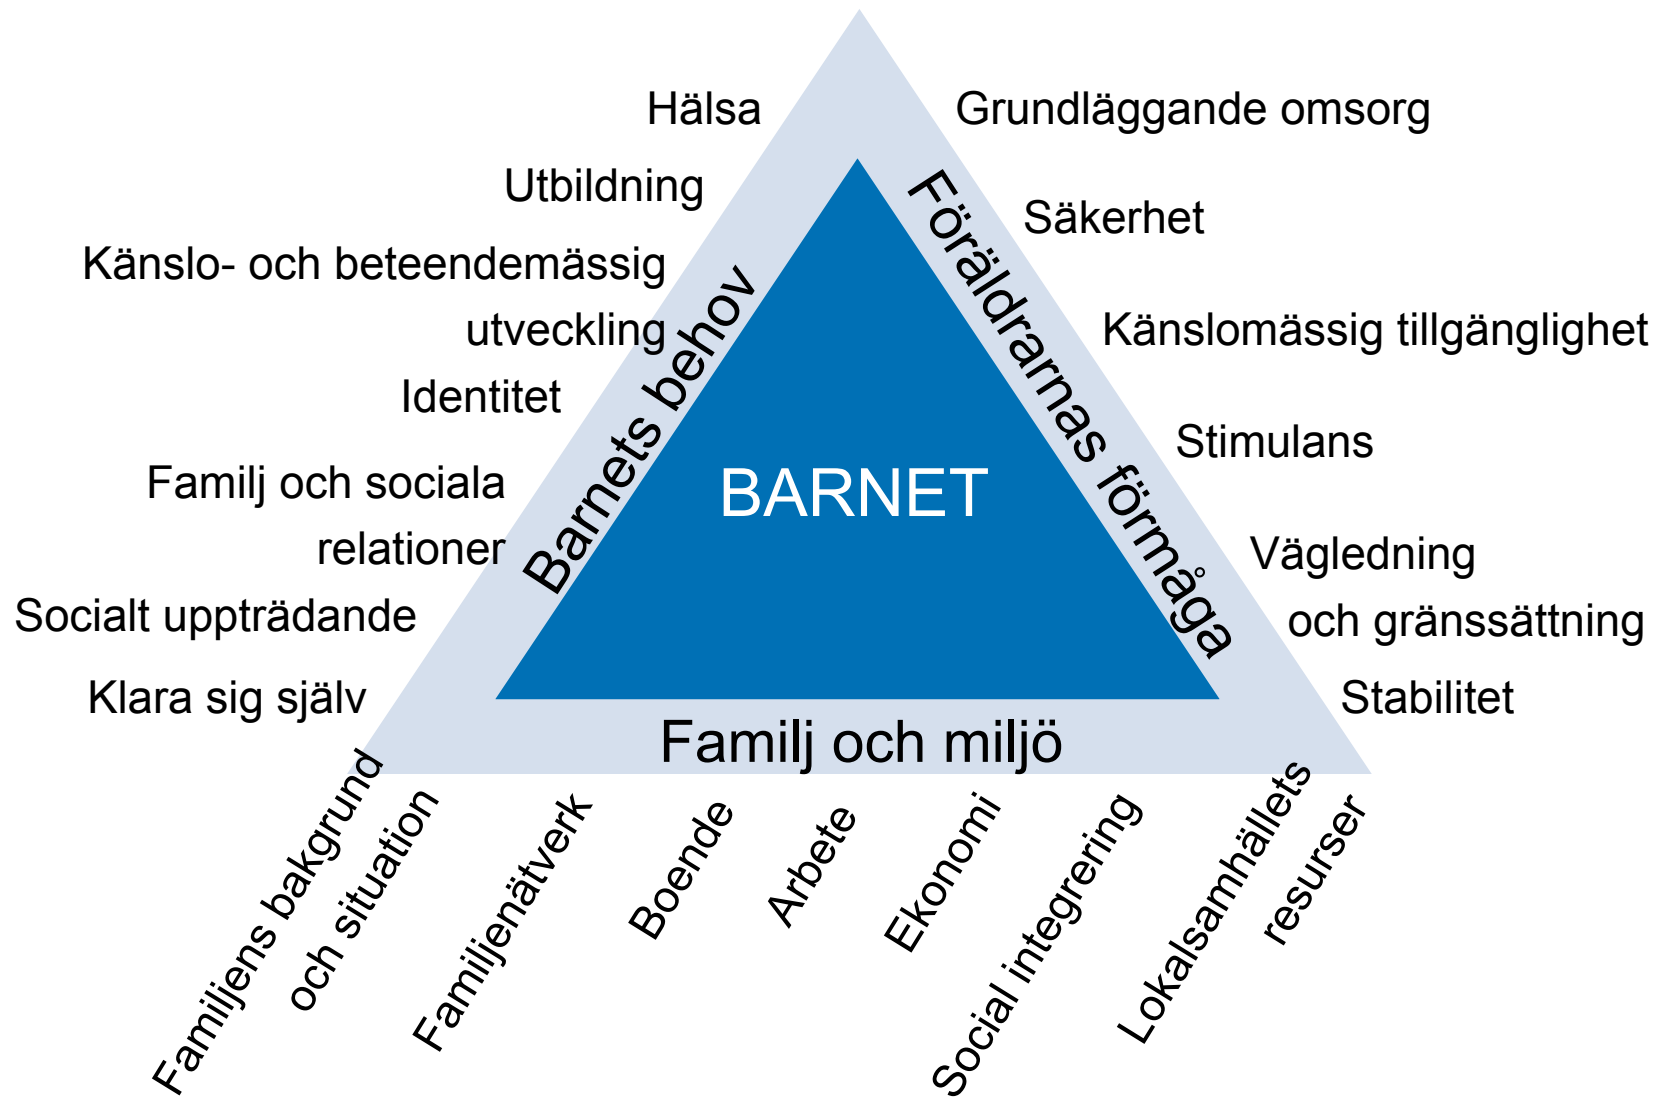 Hälsa
Utbildning
Känslo- och beteendemässig
utveckling
Identitet
Familj och sociala
relationer
Socialt uppträdande
Klara sig själv
Barnets behov
BARNET
Föräldrarnas förmåga
Grundläggande omsorg
Säkerhet
Känslomässig tillgänglighet
Stimulans
Vägledning
och gränssättning
Stabilitet
Familj och miljö
Familjens bakgrund
och situation
Familjenätverk
Boende
Arbete
Ekonomi
Social integrering
Lokalsamhällets
resurser